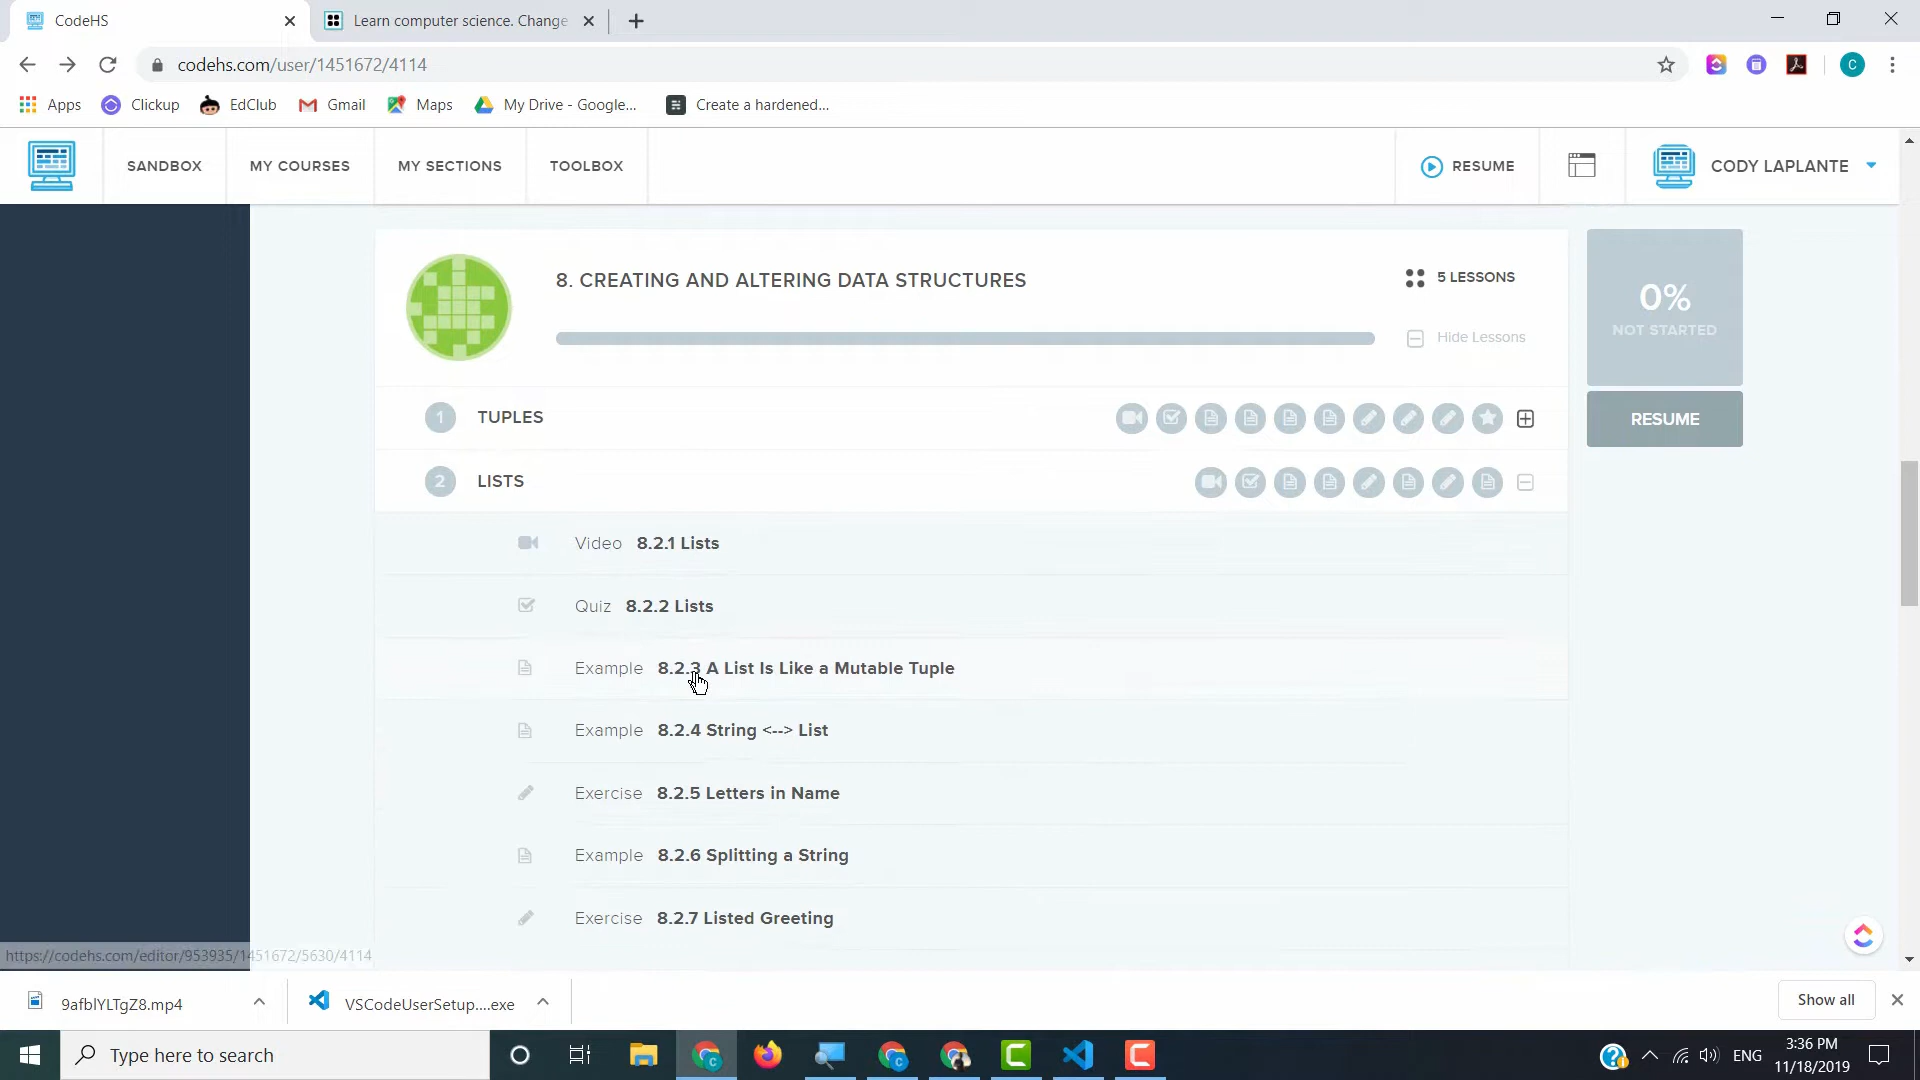 CodeHS
Learn computer science. Change
codehs.com/user/1451672/4114
C
Apps Clickup EdClub Gmail Maps My Drive - Google... Create a hardened...
SANDBOX MY COURSES MY SECTIONS TOOLBOX RESUME CODY LAPLANTE
8. CREATING AND ALTERING DATA STRUCTURES
5 LESSONS
Hide Lessons
0%
NOT STARTED
RESUME
1 TUPLES
2 LISTS
Video 8.2.1 Lists
Quiz 8.2.2 Lists
Example 8.2.3 A List Is Like a Mutable Tuple
Example 8.2.4 String <--> List
Exercise 8.2.5 Letters in Name
Example 8.2.6 Splitting a String
Exercise 8.2.7 Listed Greeting
https://codehs.com/editor/953935/1451672/5630/4114
9afblYLTgZ8.mp4
VSCodeUserSetup....exe
Show all
Type here to search
ENG
3:36 PM
11/18/2019